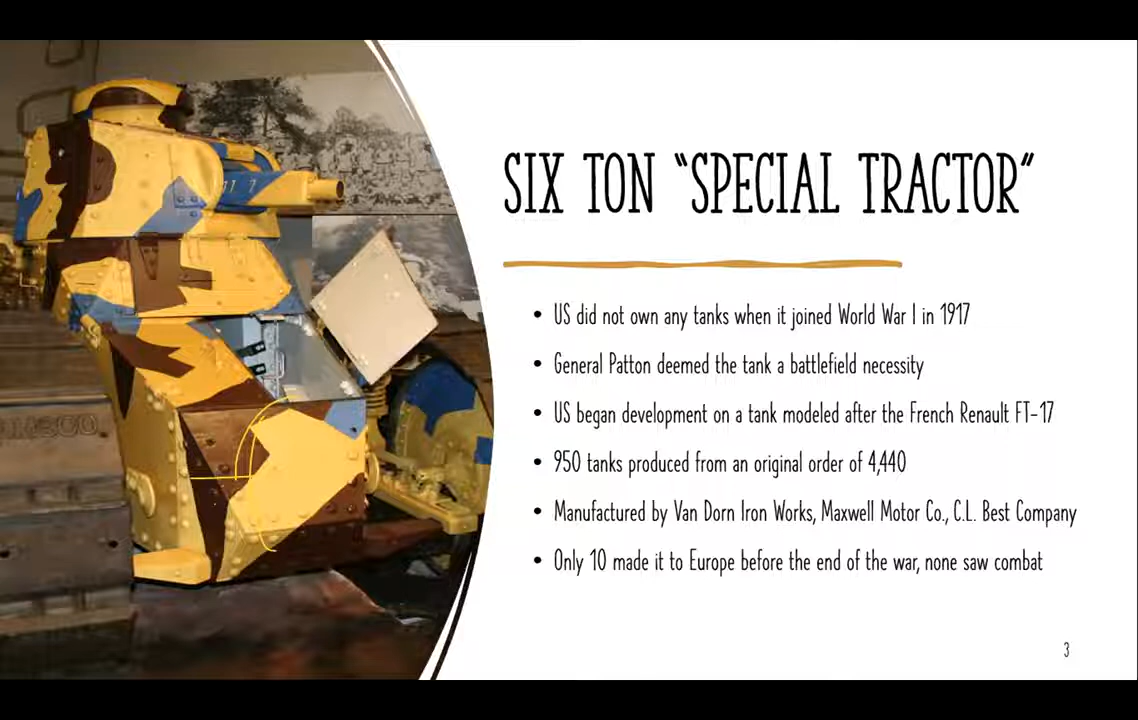 SIX TON “SPECIAL TRACTOR”
• US did not own any tanks when it joined World War I in 1917
• General Patton deemed the tank a battlefield necessity
• US began development on a tank modeled after the French Renault FT-17
• 950 tanks produced from an original order of 4,440
• Manufactured by Van Dorn Iron Works, Maxwell Motor Co., C.L. Best Company
• Only 10 made it to Europe before the end of the war, none saw combat
3